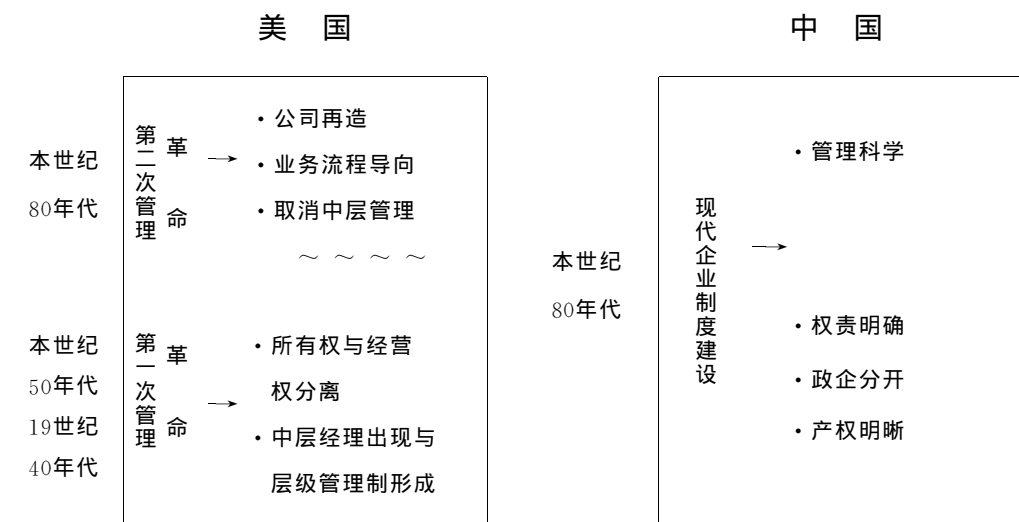 美 国
本世纪
80年代
第二次管理
革命
→
·公司再造
·业务流程导向
·取消中层管理
～ ～ ～ ～
本世纪
50年代
19世纪
40年代
第一次管理
革命
→
·所有权与经营
权分离
·中层经理出现与
层级管理制形成
中 国
本世纪
80年代
现代企业制度建设
→
·管理科学
·权责明确
·政企分开
·产权明晰